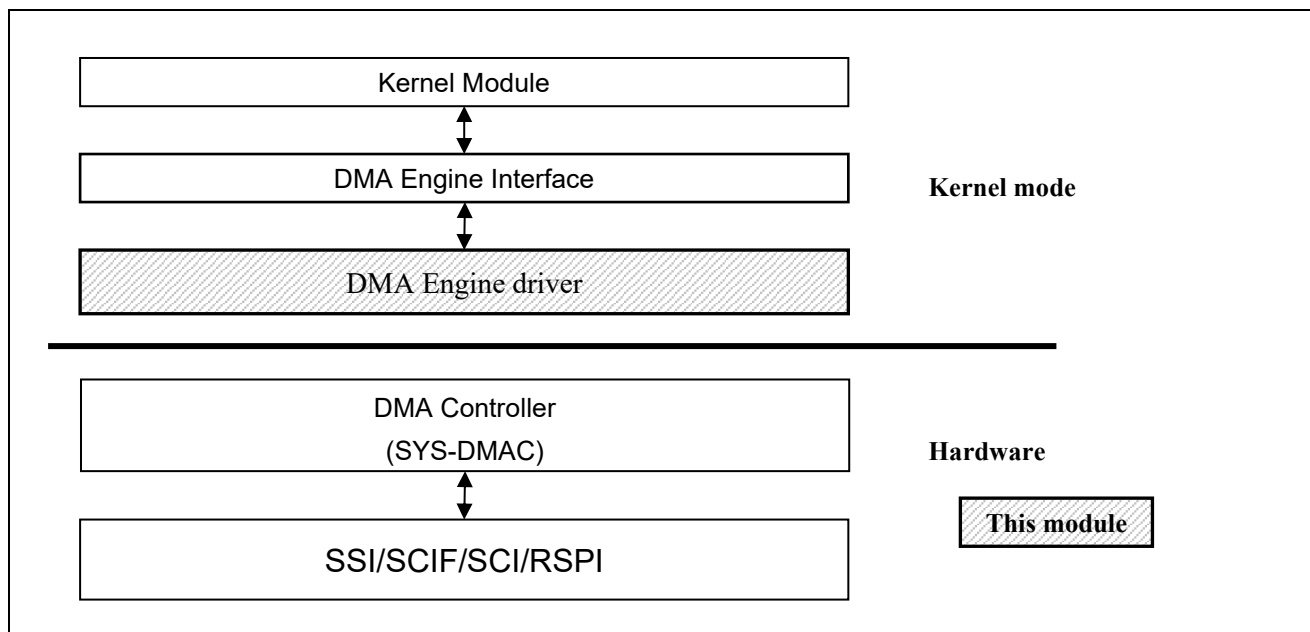 Kernel Module
DMA Engine Interface
Kernel mode
DMA Engine driver
DMA Controller
(SYS-DMAC)
Hardware
This module
SSI/SCIF/SCI/RSPI